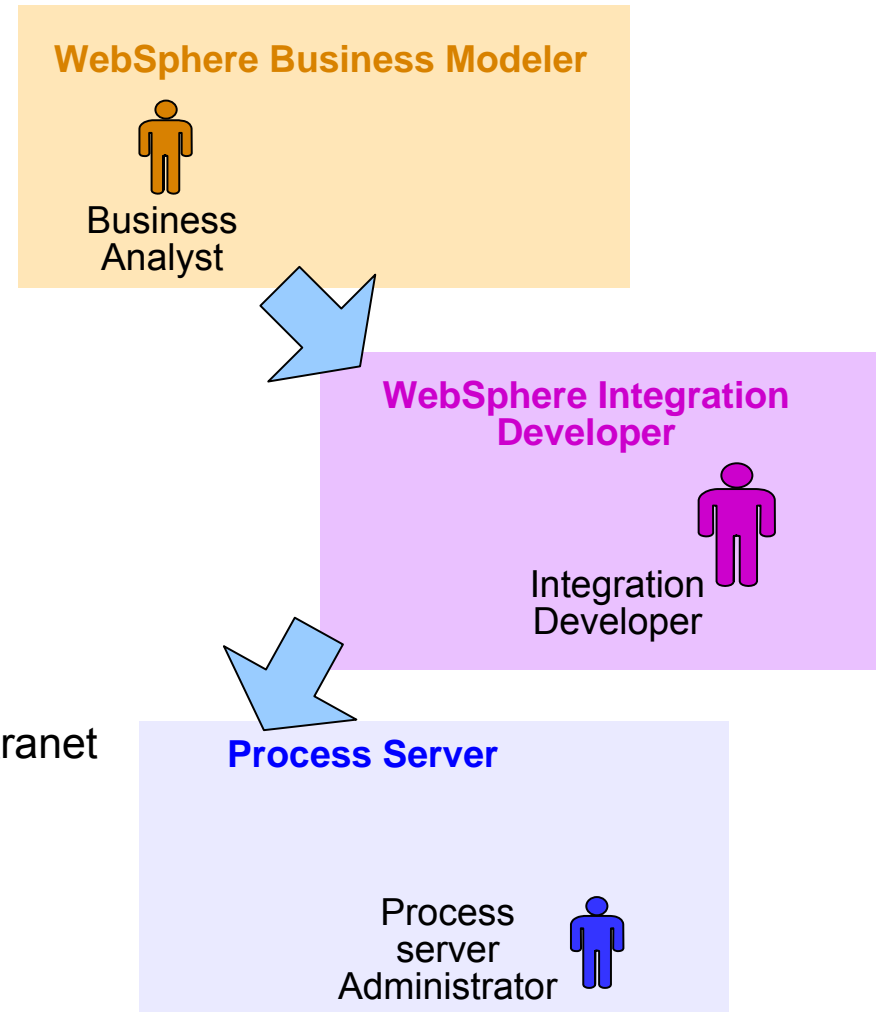 WebSphere Business Modeler
Business
Analyst
WebSphere Integration
Developer
Integration
Developer
ranet
Process Server
Process
server
Administrator